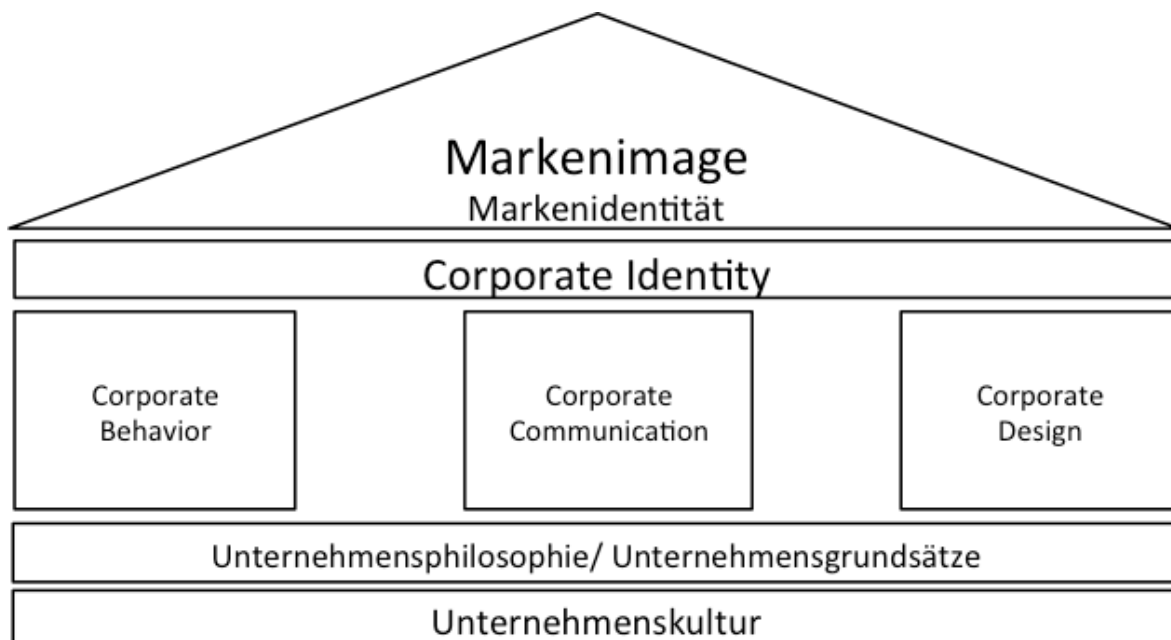 Markenimage
Markenidentität
Corporate Identity
Corporate
Behavior
Corporate
Communication
Corporate
Design
Unternehmensphilosophie/ Unternehmensgrundsätze
Unternehmenskultur